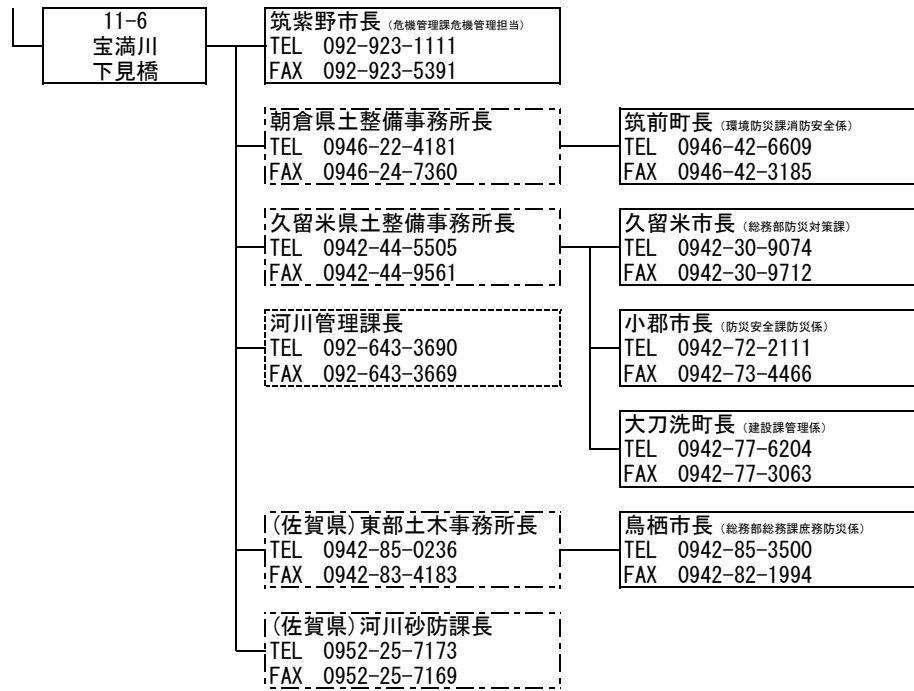 11-6
宝満川
下見橋
筑紫野市長 (危機管理課危機管理担当)
TEL 092-923-1111
FAX 092-923-5391
朝倉県土整備事務所長
TEL 0946-22-4181
FAX 0946-24-7360
筑前町長 (環境防災課消防安全係)
TEL 0946-42-6609
FAX 0946-42-3185
久留米県土整備事務所長
TEL 0942-44-5505
FAX 0942-44-9561
久留米市長 (総務部防災対策課)
TEL 0942-30-9074
FAX 0942-30-9712
河川管理課長
TEL 092-643-3690
FAX 092-643-3669
小郡市長 (防災安全課防災係)
TEL 0942-72-2111
FAX 0942-73-4466
大刀洗町長 (建設課管理係)
TEL 0942-77-6204
FAX 0942-77-3063
(佐賀県)東部土木事務所長
TEL 0942-85-0236
FAX 0942-83-4183
鳥栖市長 (総務部総務課庶務防災係)
TEL 0942-85-3500
FAX 0942-82-1994
(佐賀県)河川砂防課長
TEL 0952-25-7173
FAX 0952-25-7169